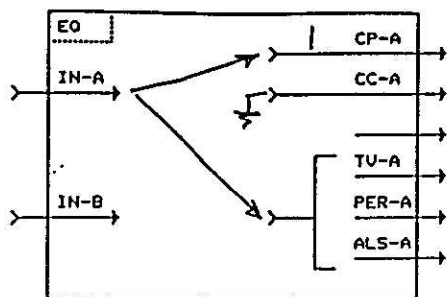 EQ
CP-A
IN-A
CC-A
TV-A
IN-B
PER-A
ALS-A